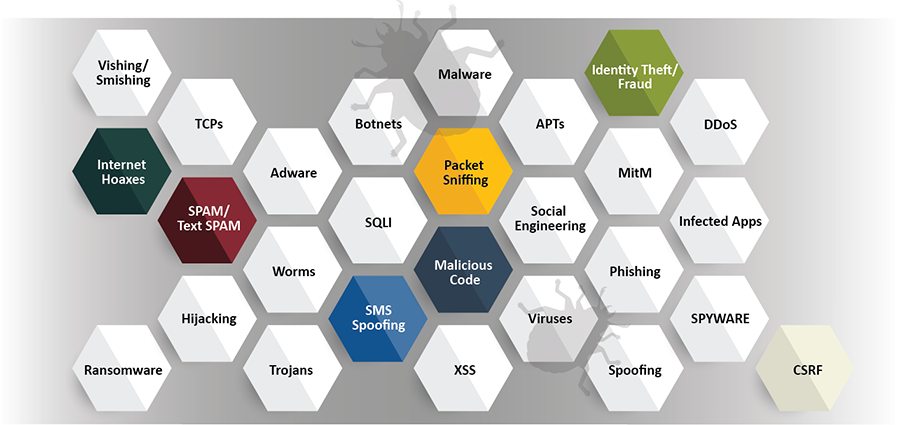 Vishing/
Smishing
Malware
Identity Theft/
Fraud
TCPs
Botnets
APTs
DDoS
Internet
Hoaxes
Adware
Packet
Sniffing
MitM
SPAM/
Text SPAM
SQLI
Social
Engineering
Infected Apps
Worms
Malicious
Code
Phishing
Hijacking
SMS
Spoofing
Viruses
SPYWARE
Ransomware
Trojans
XSS
Spoofing
CSRF